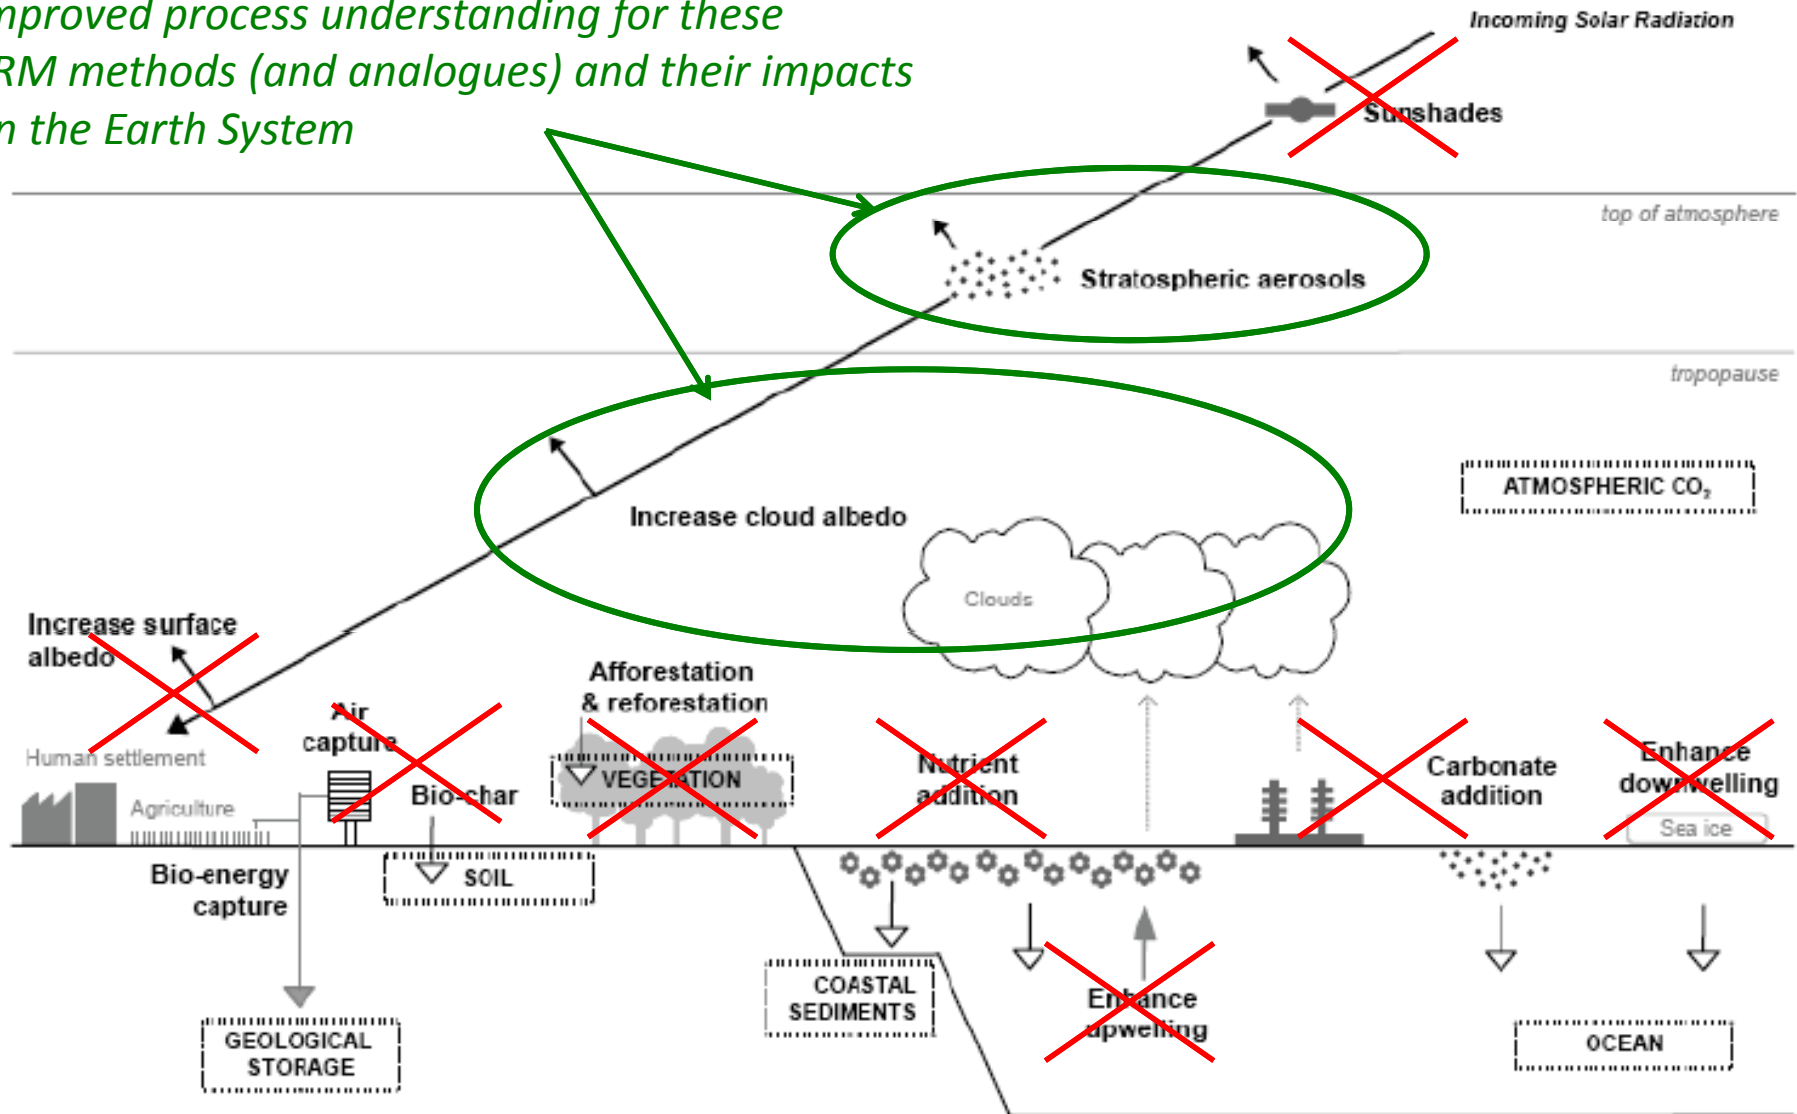 mproved process understanding for these
RM methods (and analogues) and their impacts
n the Earth System
Incoming Solar Radiation
Sunshades
top of atmosphere
Stratospheric aerosols
tropopause
ATMOSPHERIC CO₂
Increase cloud albedo
Clouds
Increase surface
albedo
Afforestation
& reforestation
Air
capture
Human settlement
Nutrient
addition
Carbonate
addition
Enhance
downwelling
VEGETATION
Bio-char
Agriculture
Sea ice
Bio-energy
capture
SOIL
COASTAL
SEDIMENTS
Enhance
upwelling
GEOLOGICAL
STORAGE
OCEAN